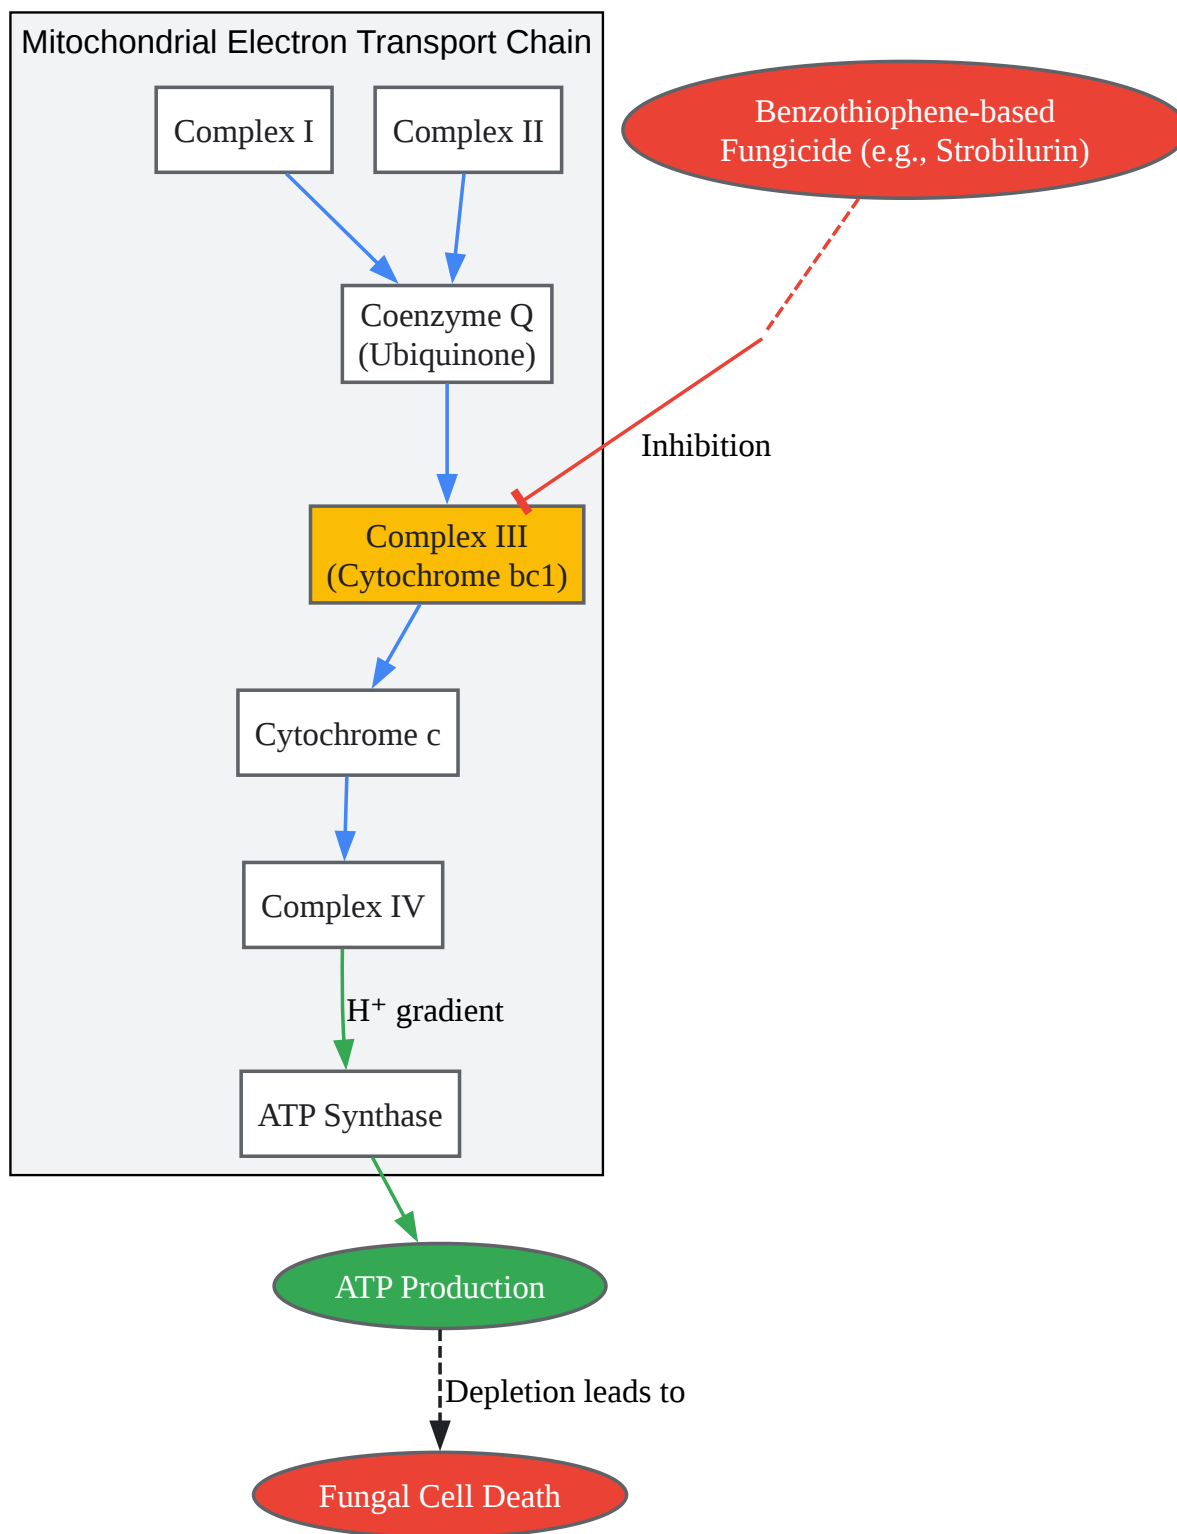 Mitochondrial Electron Transport Chain
Complex I
Complex II
Benzothiophene-based
Fungicide (e.g., Strobilurin)
Coenzyme Q
(Ubiquinone)
Inhibition
Complex III
(Cytochrome bc1)
Cytochrome c
Complex IV
H⁺ gradient
ATP Synthase
ATP Production
Depletion leads to
Fungal Cell Death